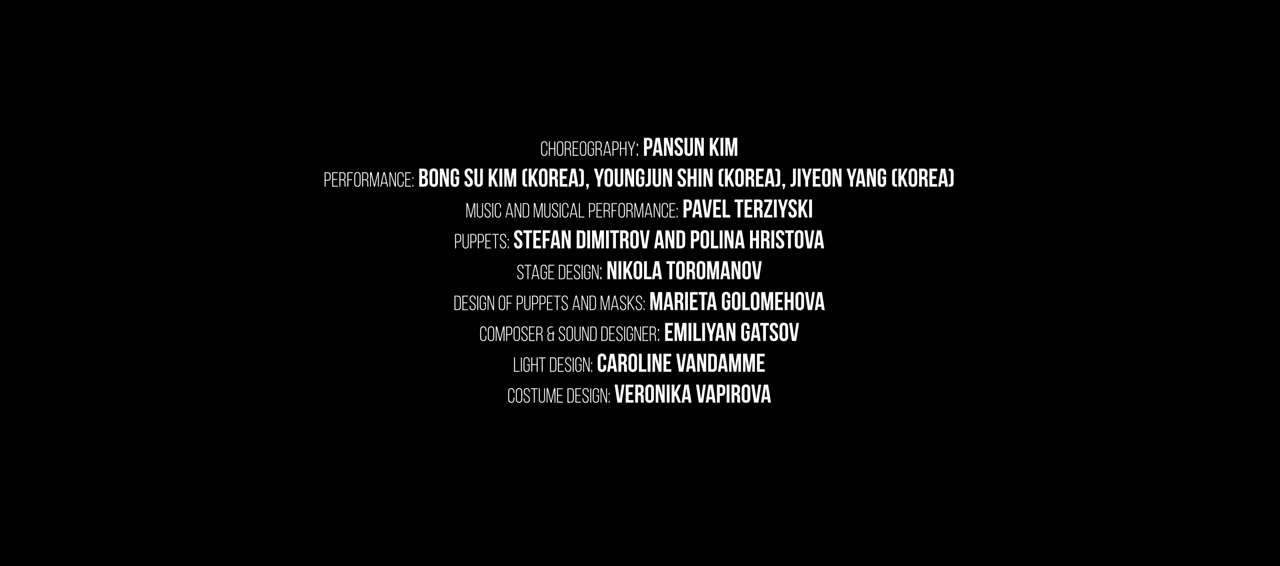 CHOREOGRAPHY: PANSUN KIM
PERFORMANCE: BONG SU KIM (KOREA), YOUNGJUN SHIN (KOREA), JIYEON YANG (KOREA)
MUSIC AND MUSICAL PERFORMANCE: PAVEL TERZIYSKI
PUPPETS: STEFAN DIMITROV AND POLINA HRISTOVA
STAGE DESIGN: NIKOLA TOROMANOV
DESIGN OF PUPPETS AND MASKS: MARIETA GOLOMEHOVA
COMPOSER & SOUND DESIGNER: EMILIYAN GATSOV
LIGHT DESIGN: CAROLINE VANDAMME
COSTUME DESIGN: VERONIKA VAPIROVA